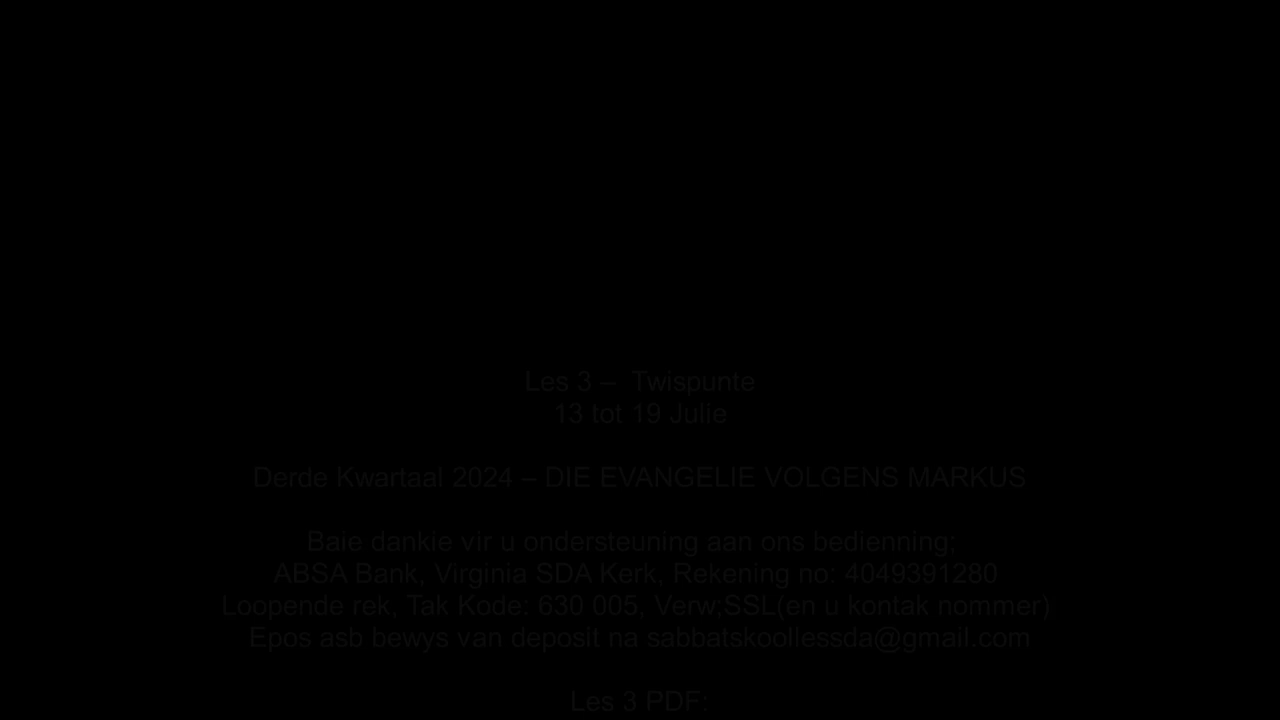 Les 3 – Twispunte
13 tot 19 Julie
Derde Kwartaal 2024 – DIE EVANGELIE VOLGENS MARKUS
Baie dankie vir u ondersteuning aan ons bedienning;
ABSA Bank, Virginia SDA Kerk, Rekening no: 4049391280
Loopende rek, Tak Kode: 630 005, Verw;SSL(en u kontak nommer)
Epos asb bewys van deposit na sabbatskoollessda@gmail.com
Les 3 PDF: